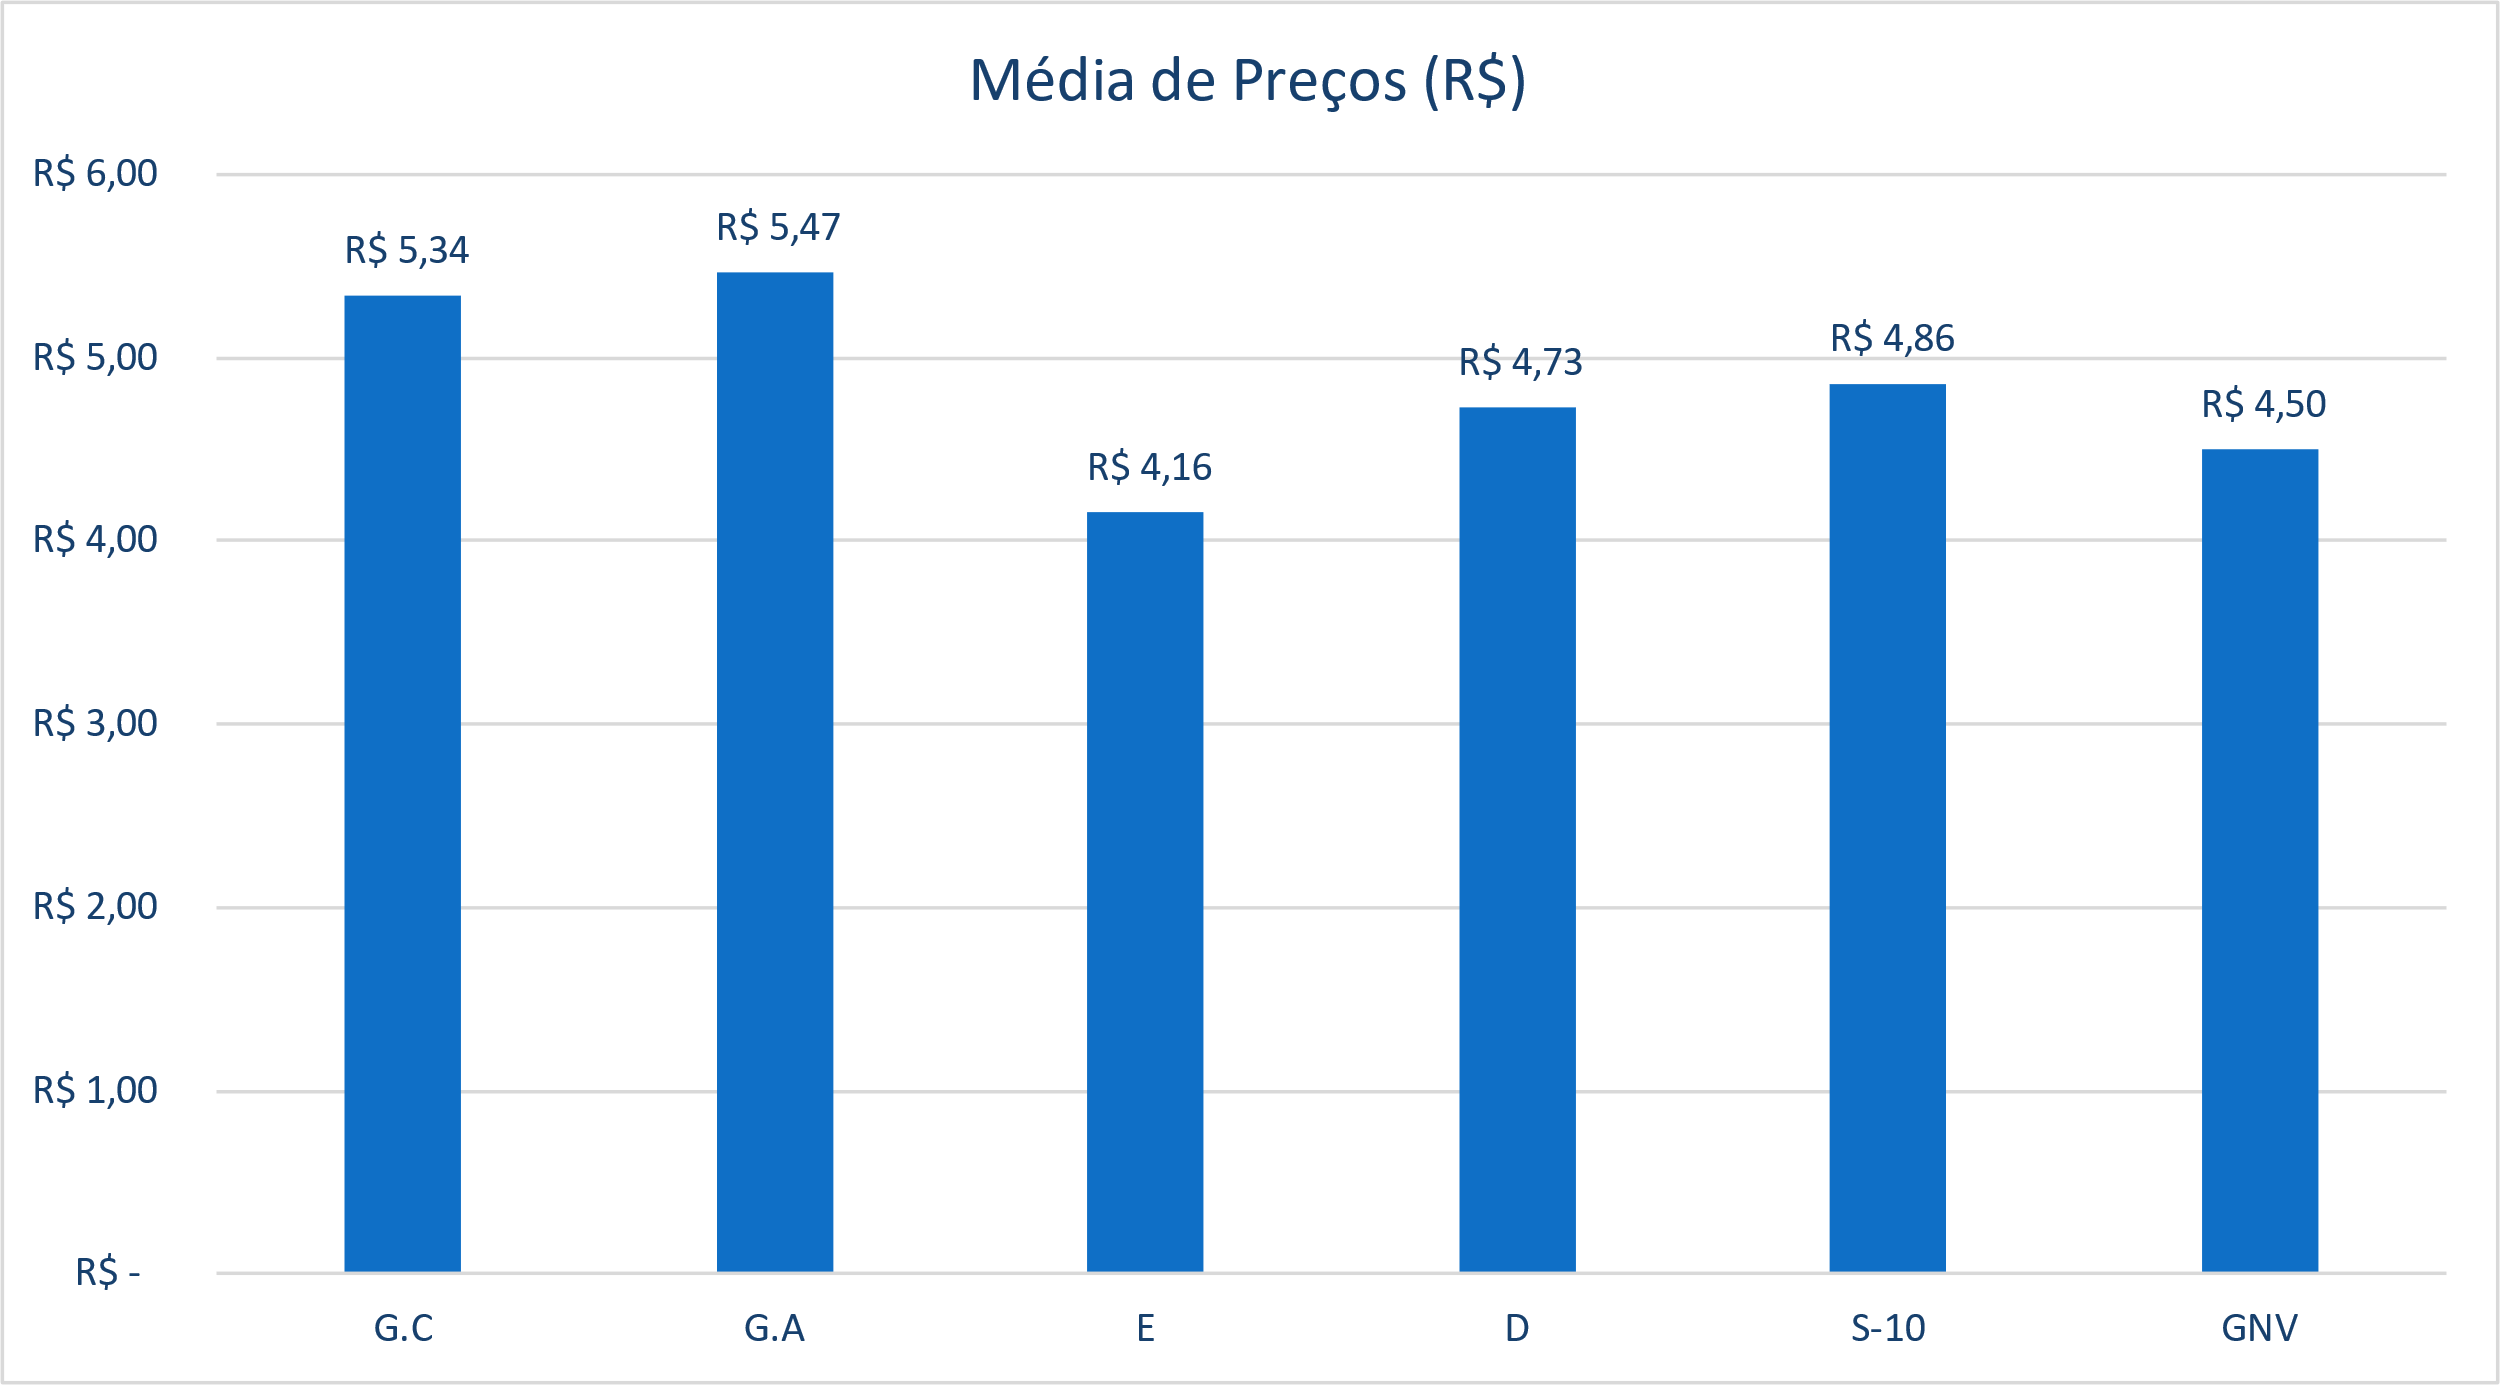 Média de Preços (R$)
R$ 6,00
R$ 5,00
R$ 4,00
R$ 3,00
R$ 2,00
R$ 1,00
R$ -
R$ 5,34
R$ 5,47
R$ 4,16
R$ 4,73
R$ 4,86
R$ 4,50
G.C
G.A
E
D
S-10
GNV